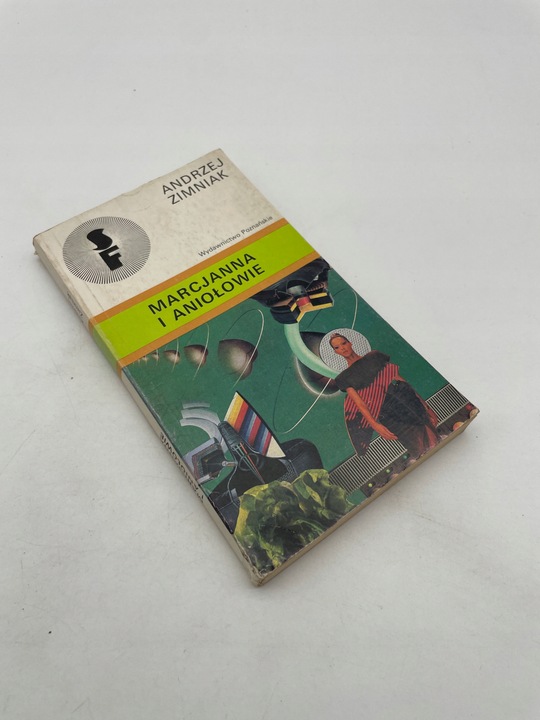 ANDRZEJ
ZIMNIAK
SF
Wydawnictwo Poznańskie
MARCJANNA
I ANIOŁOWIE